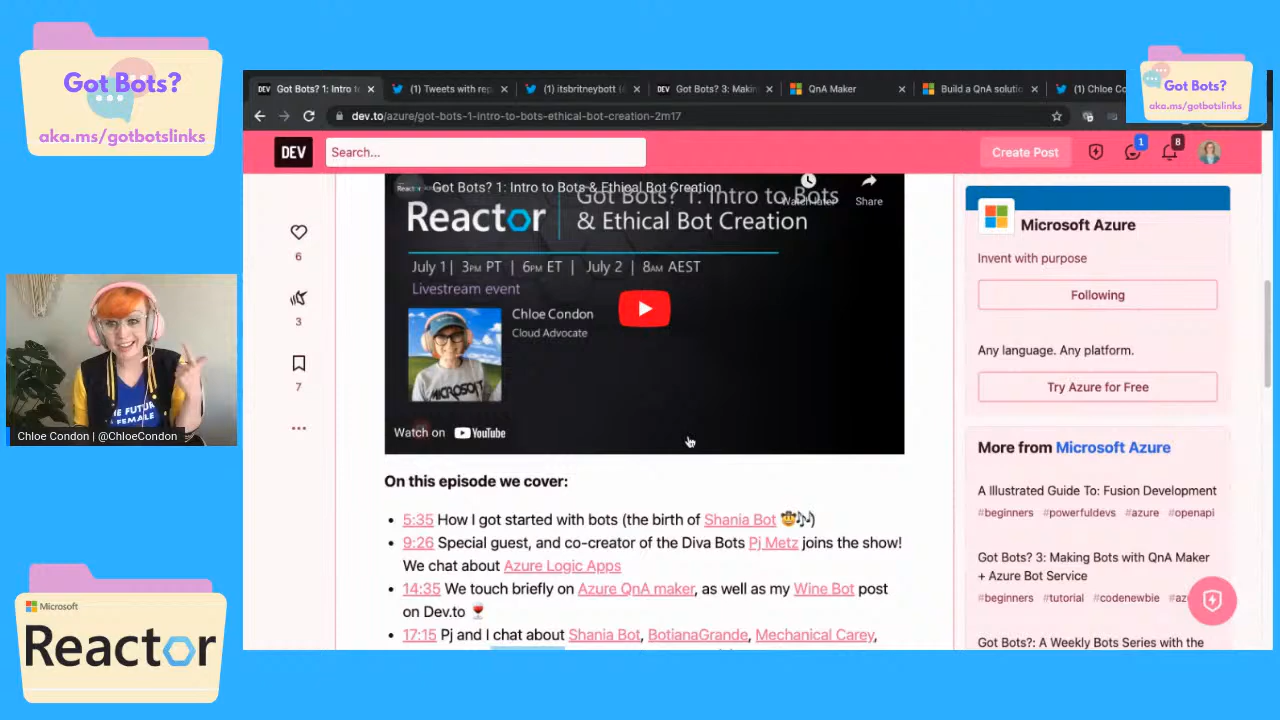 Got Bots?
aka.ms/gotbotslinks
Chloe Condon | @ChloeCondon
Microsoft
Reactor
Got Bots? 1: Intro to
(1) Tweets with rep
(1) itsbritneybott (
Got Bots? 3: Makin
QnA Maker
Build a QnA soluti
(1) Chloe Co
Got Bots?
aka.ms/gotbotslinks
dev.to/azure/got-bots-1-intro-to-bots-ethical-bot-creation-2m17
DEV
Search...
Create Post
1
8
6
3
7
Got Bots? 1: Intro to Bots & Ethical Bot Creation
Watch later
Share
Reactor
Got Bots? 1: Intro to Bots
& Ethical Bot Creation
July 1 | 3PM PT | 6PM ET | July 2 | 8AM AEST
Livestream event
Chloe Condon
Cloud Advocate
MICROSOFT
Watch on YouTube
On this episode we cover:
5:35 How I got started with bots (the birth of Shania Bot 🤠🎶)
9:26 Special guest, and co-creator of the Diva Bots Pj Metz joins the show!
We chat about Azure Logic Apps
14:35 We touch briefly on Azure QnA maker, as well as my Wine Bot post
on Dev.to 🍷
17:15 Pj and I chat about Shania Bot, BotianaGrande, Mechanical Carey,
Microsoft Azure
Invent with purpose
Following
Any language. Any platform.
Try Azure for Free
More from Microsoft Azure
A Illustrated Guide To: Fusion Development
#beginners #powerfuldevs #azure #openapi
Got Bots? 3: Making Bots with QnA Maker
+ Azure Bot Service
#beginners #tutorial #codenewbie #az
Got Bots?: A Weekly Bots Series with the